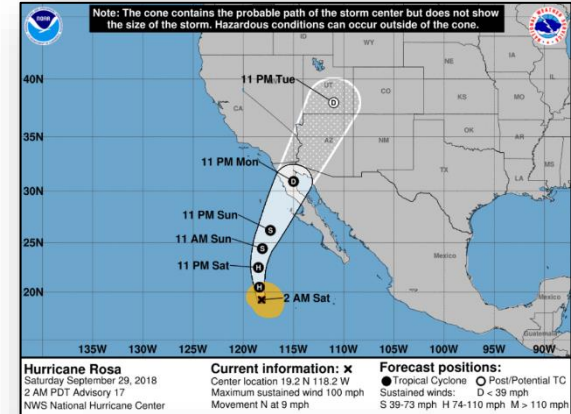 Note: The cone contains the probable path of the storm center but does not show
the size of the storm. Hazardous conditions can occur outside of the cone.
NOAA
ID
WY
IA
NE
40N
11 PM Tue
UT
IL
D
CO
CA
KS
MO
35N
AZ
NM
OK
AR
11 PM Mon
MS
D
TX
30N
LA
11 PM Sun
S
11 AM Sun
25N
S
11 PM Sat
H
Mexico
20N
H
2 AM Sat
Mexico
Guatemala
135W
130W
125W
120W
115W
110W
105W
100W
95W
90W
Hurricane Rosa
Saturday September 29, 2018
2 AM PDT Advisory 17
NWS National Hurricane Center
Current information: ×
Center location 19.2 N 118.2 W
Maximum sustained wind 100 mph
Movement N at 9 mph
Forecast positions:
● Tropical Cyclone ○ Post/Potential TC
Sustained winds: D < 39 mph
S 39-73 mph H 74-110 mph M > 110 mph